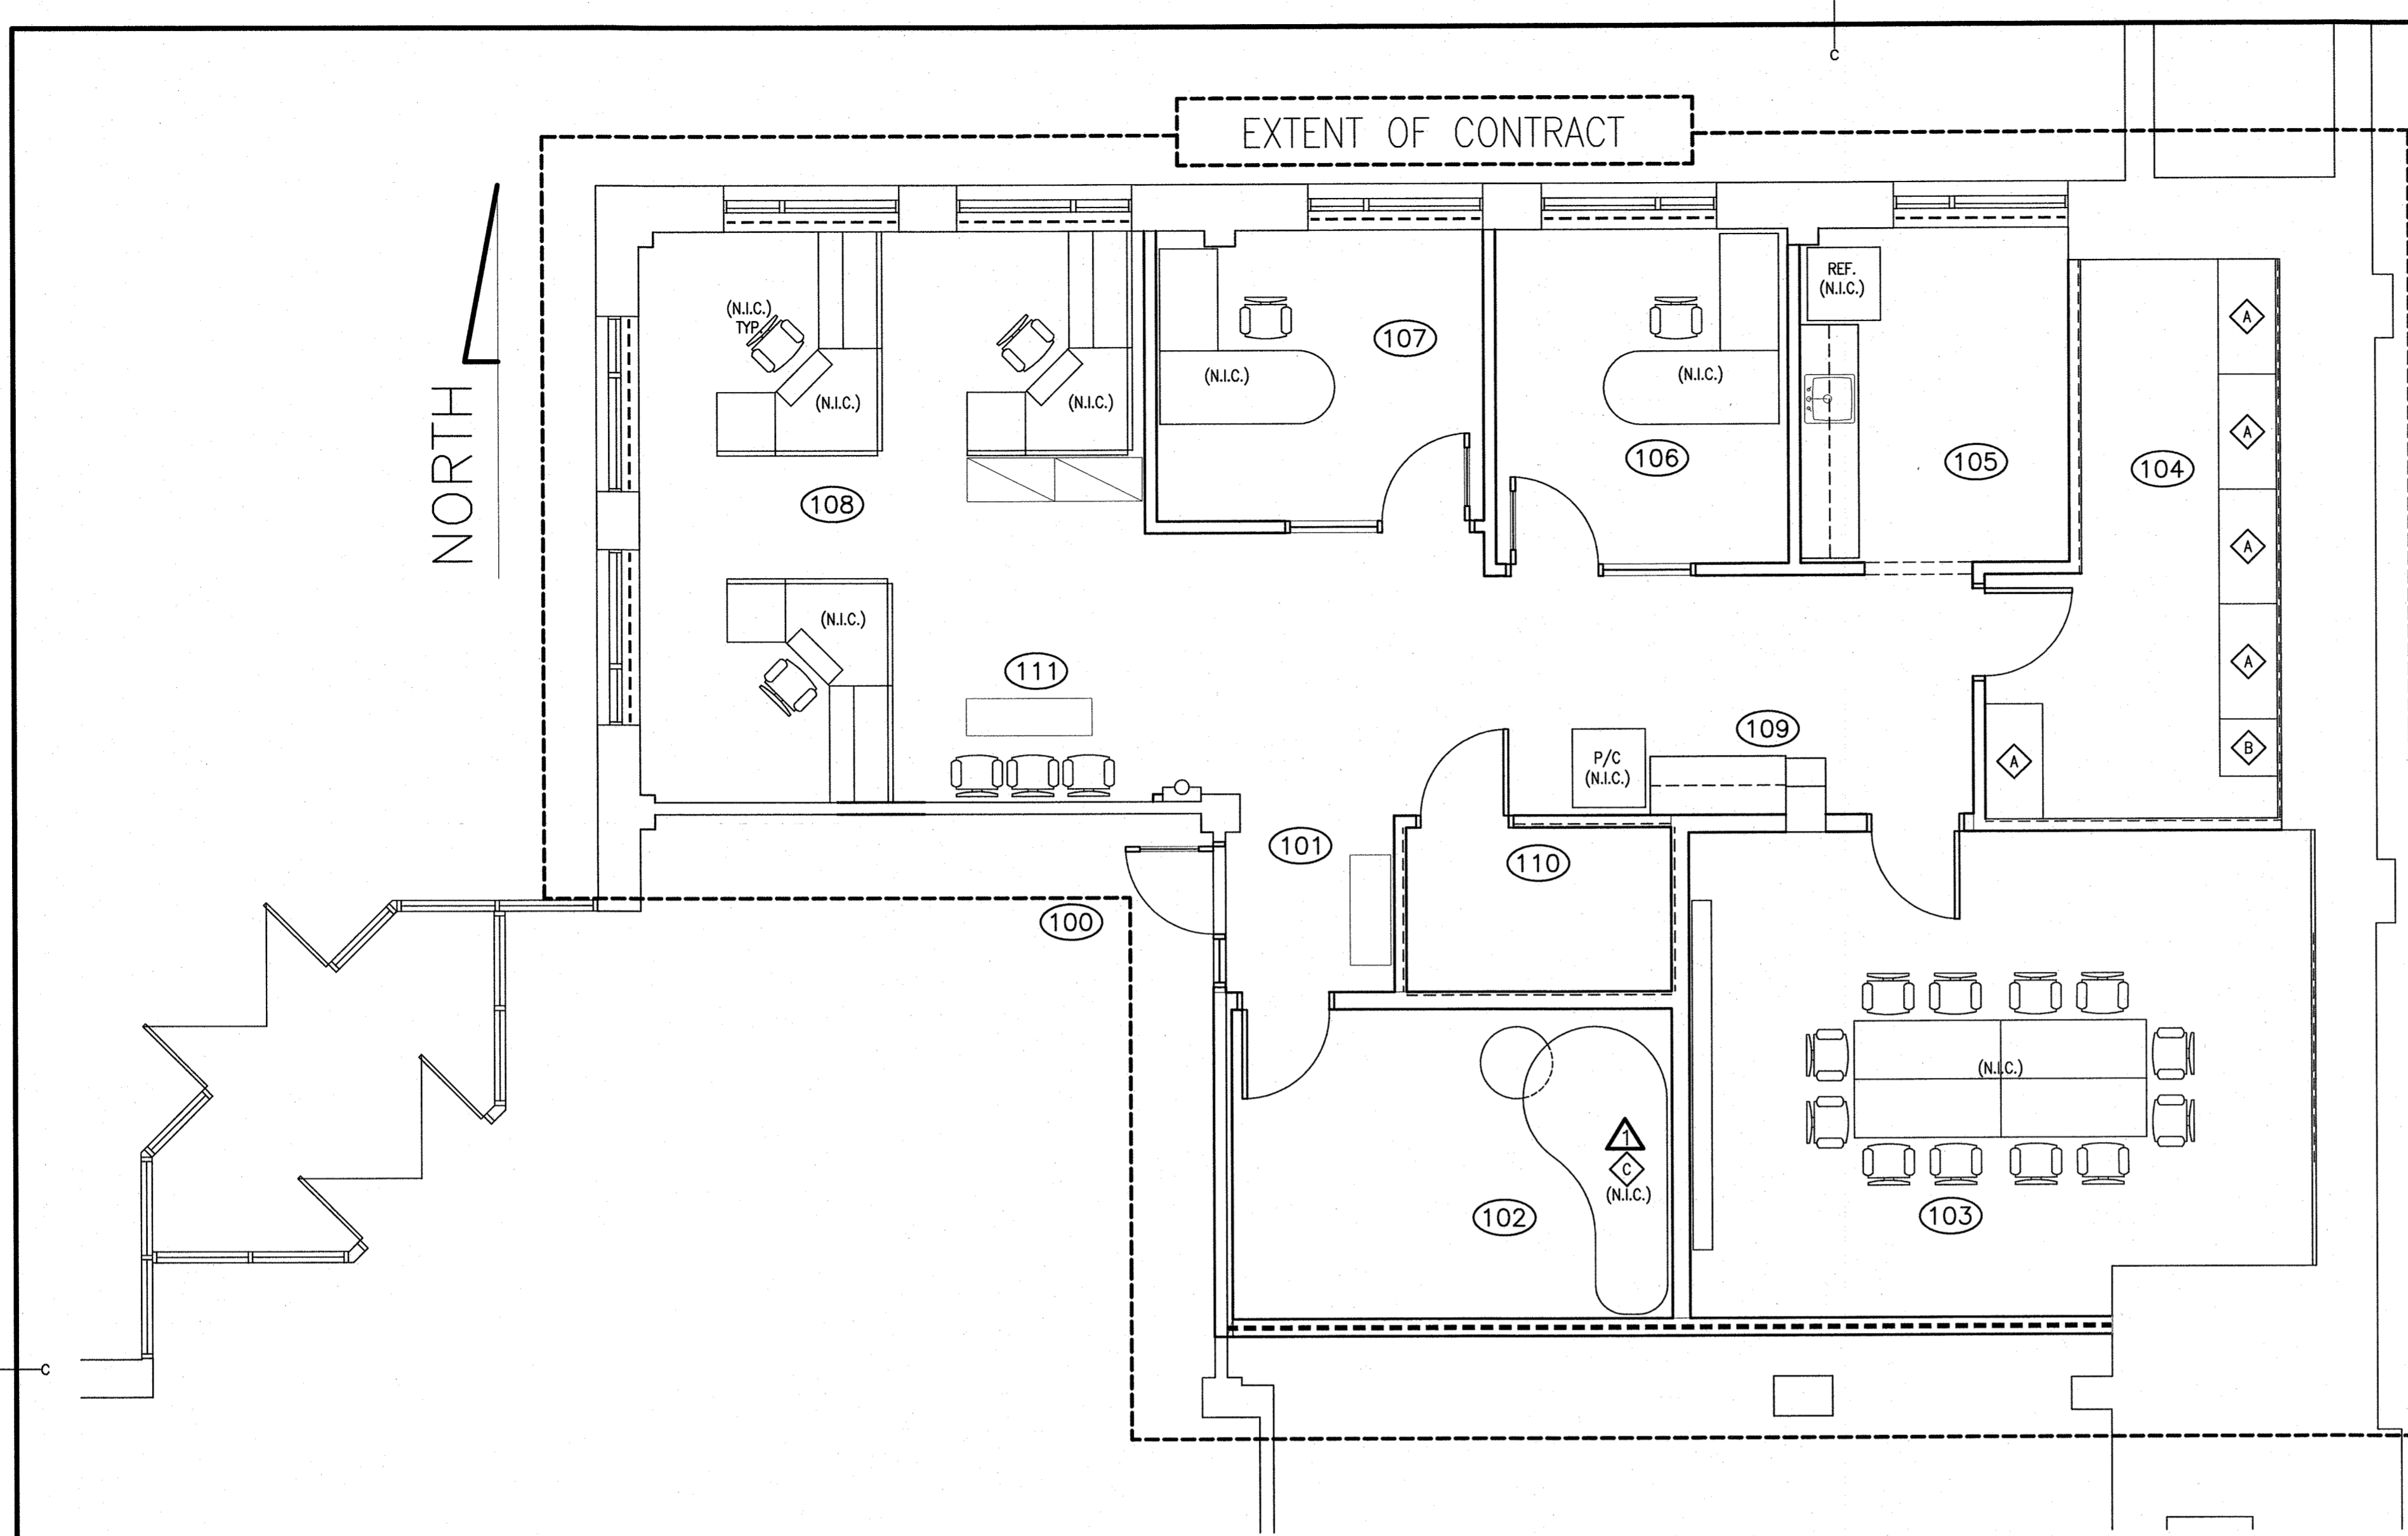 C
EXTENT OF CONTRACT
NORTH
(N.I.C.)
TYP.
(N.I.C.)
(N.I.C.)
108
(N.I.C.)
107
(N.I.C.)
106
REF.
(N.I.C.)
105
104
A
A
A
A
B
A
(N.I.C.)
111
P/C
(N.I.C.)
109
101
110
100
102
1
C
(N.I.C.)
(N.I.C.)
103
C